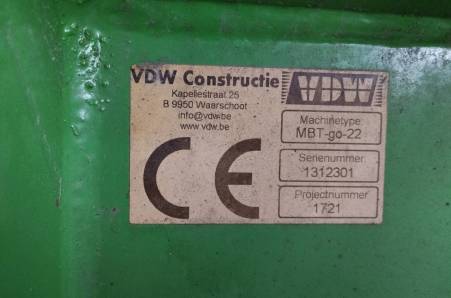 VDW Constructie
Kapellestraat 25
B 9950 Waarschoot
info@vdw.be
www.vdw.be
CE
VDW
Machinetype
MBT-go-22
Serienummer
1312301
Projectnummer
1721